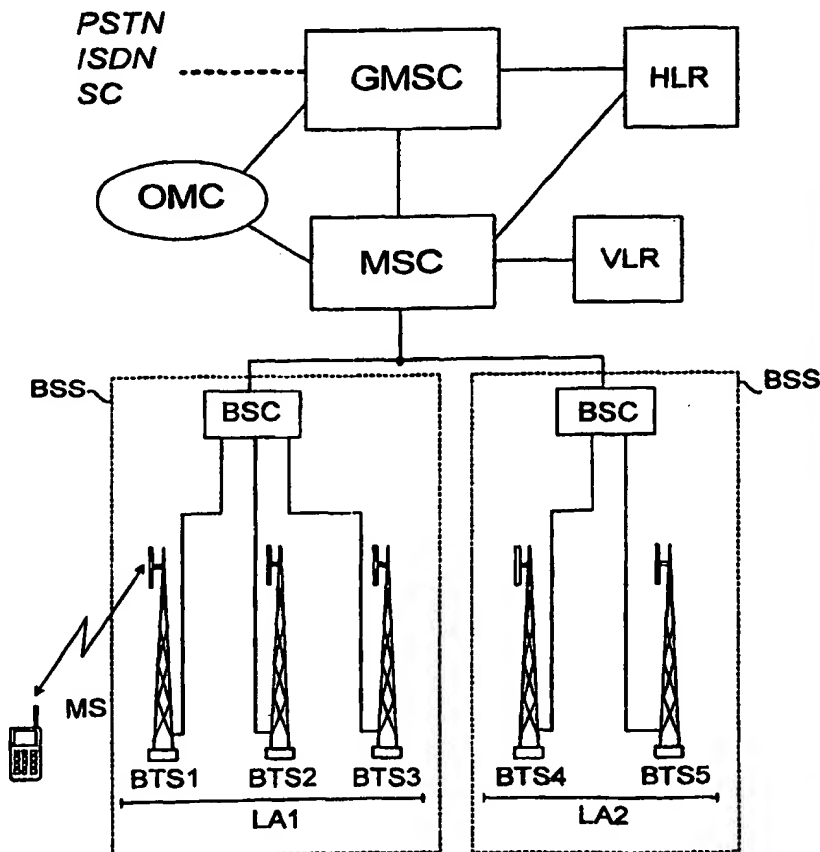 PSTN
ISDN
SC
GMSC
HLR
OMC
MSC
VLR
BSS
BSC
BSC
BSS
MS
BTS1
BTS2
BTS3
BTS4
BTS5
LA1
LA2